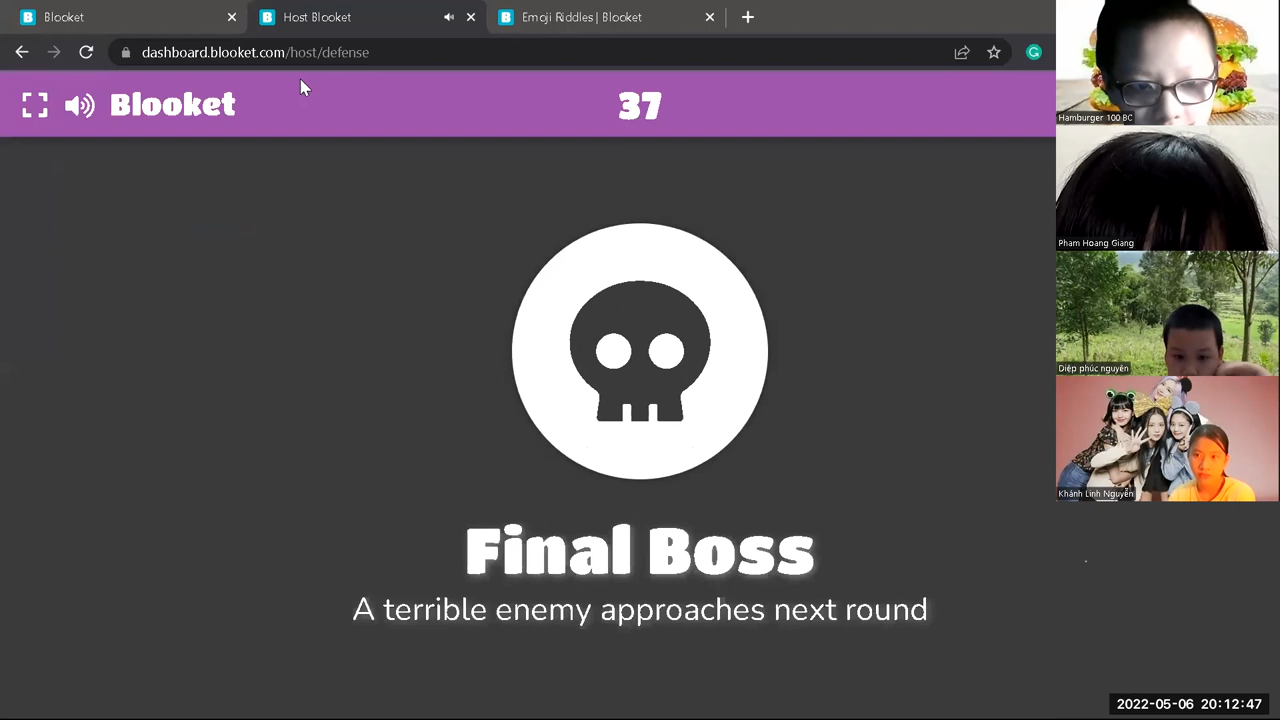 Blooket
Host Blooket
Emoji Riddles | Blooket
dashboard.blooket.com/host/defense
Blooket
37
Final Boss
A terrible enemy approaches next round
Hamburger 100 BC
Pham Hoang Giang
Diệp phúc nguyên
Khánh Linh Nguyễn
2022-05-06 20:12:47